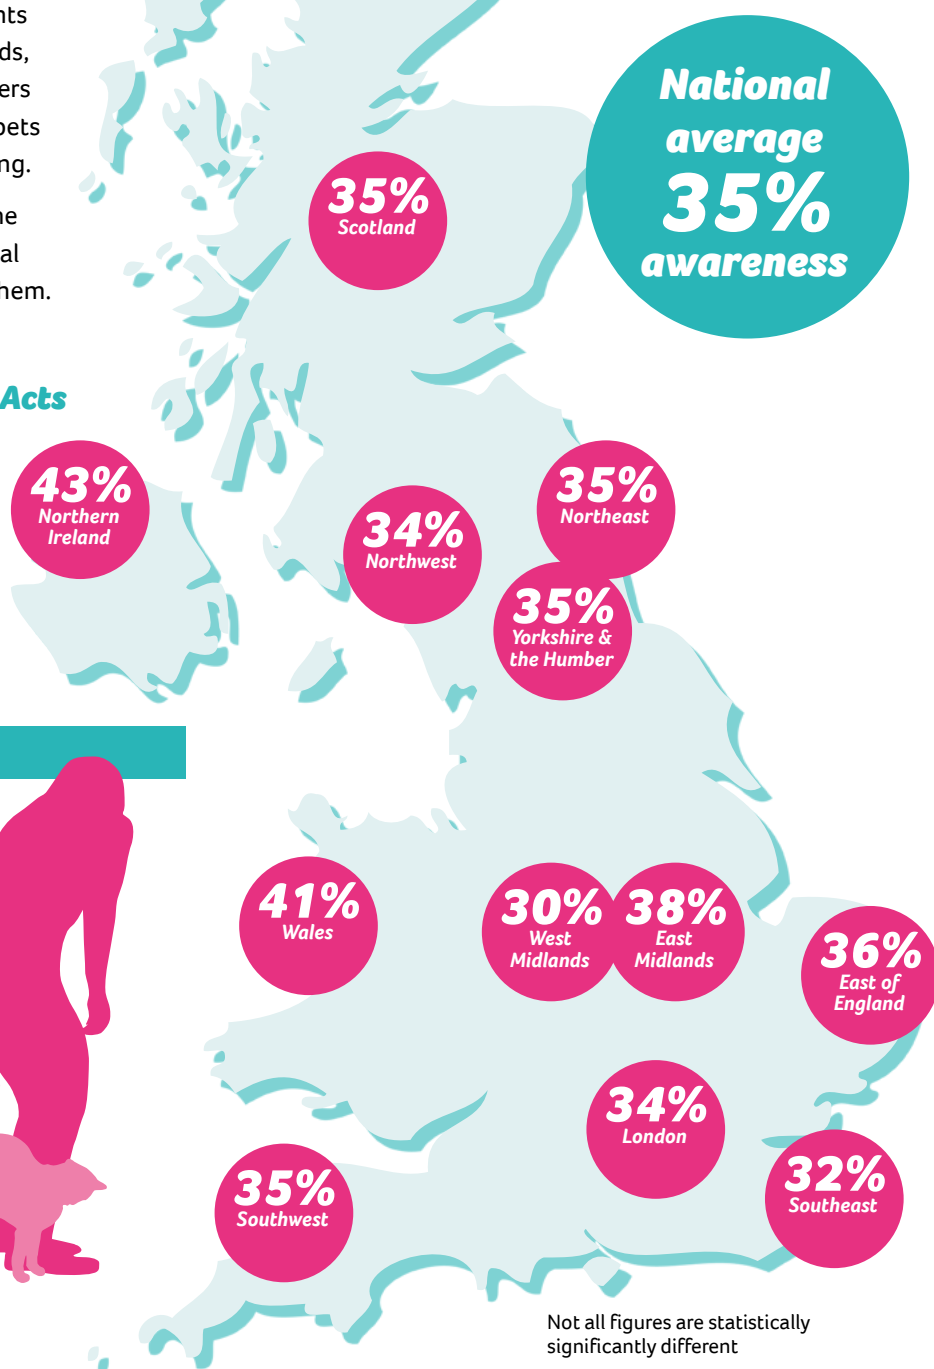 nts
ds,
ers
pets
ng.
ne
al
hem.
Acts
National
average
35%
awareness
35%
Scotland
43%
Northern
Ireland
34%
Northwest
35%
Northeast
35%
Yorkshire &
the Humber
41%
Wales
30%
West
Midlands
38%
East
Midlands
36%
East of
England
34%
London
35%
Southwest
32%
Southeast
Not all figures are statistically
significantly different